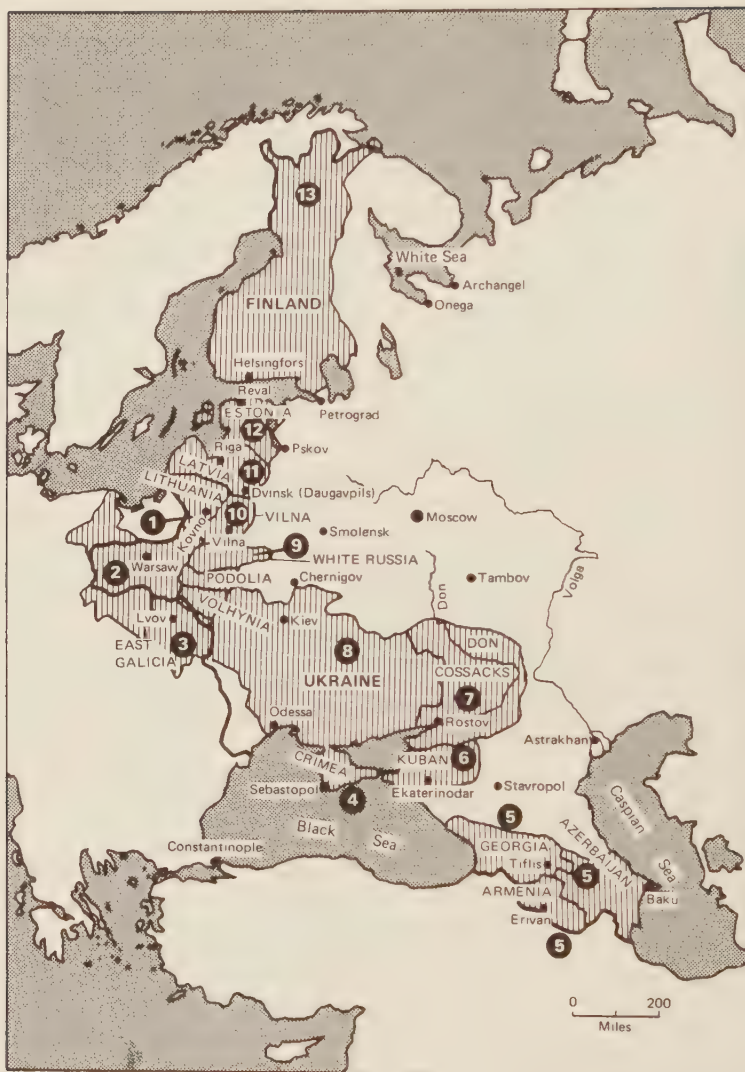 13
White Sea
Archangel
Onega
FINLAND
Helsingfors
Reval
Petrograd
ESTONIA
12
Pskov
Riga
LATVIA
11
LITHUANIA
Dvinsk (Daugavpils)
1
10
VILNA
Moscow
Kovno
Smolensk
Vilna
9
WHITE RUSSIA
2
Warsaw
PODOLIA
Chernigov
Tambov
Don
Volga
VOLHYNIA
Lvov
Kiev
EAST
GALICIA
3
8
UKRAINE
DON
COSSACKS
7
Odessa
Rostov
Astrakhan
CRIMEA
KUBAN
6
Sebastopol
4
Ekaterinodar
Stavropol
Caspian
Sea
Black
Sea
5
Constantinople
GEORGIA
Tiflis
5
AZERBAIJAN
ARMENIA
Baku
Erivan
5
0 200
Miles